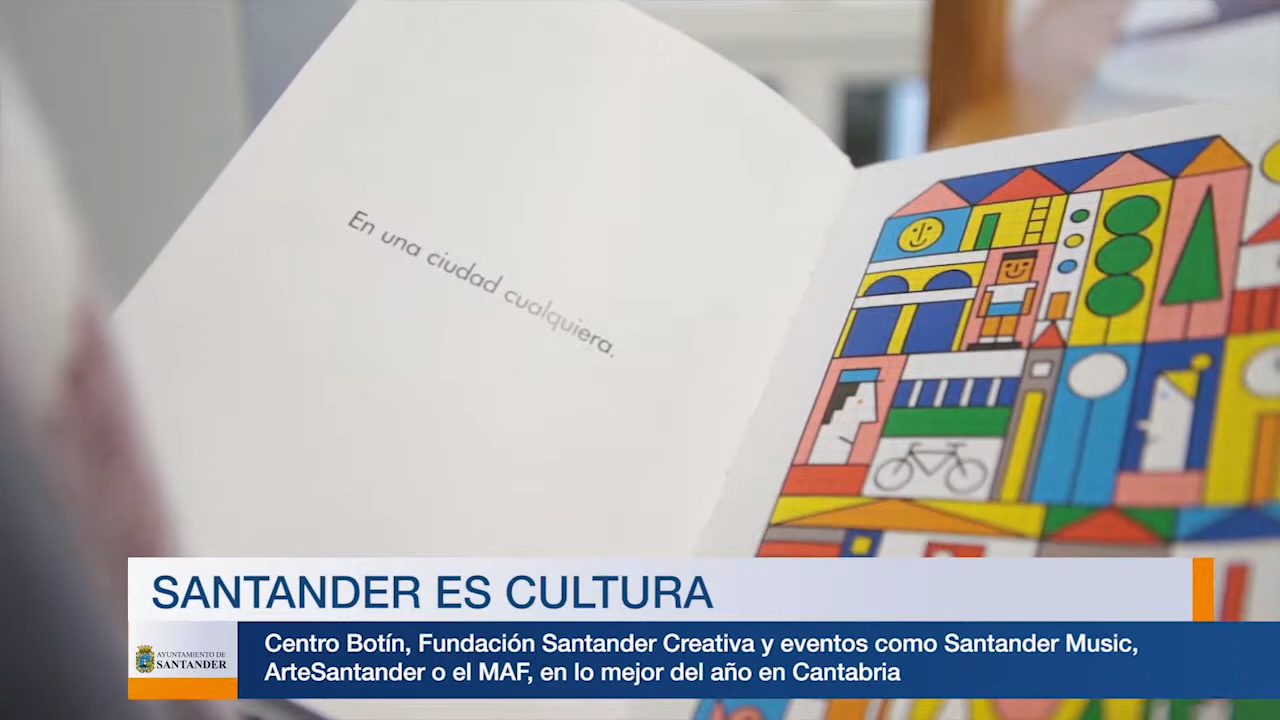 En una ciudad cualquiera.
SANTANDER ES CULTURA
AYUNTAMIENTO DE
SANTANDER
Centro Botín, Fundación Santander Creativa y eventos como Santander Music,
ArteSantander o el MAF, en lo mejor del año en Cantabria